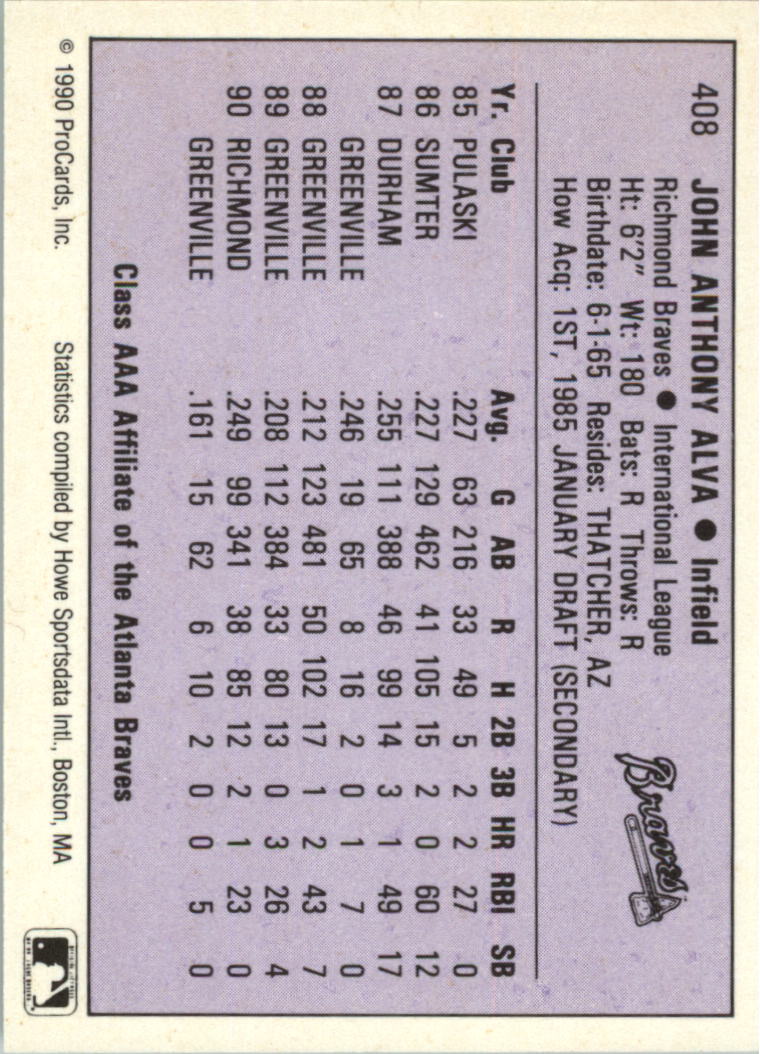 408 JOHN ANTHONY ALVA ● Infield
Richmond Braves ● International League
Ht: 6'2" Wt: 180 Bats: R Throws: R
Birthdate: 6-1-65 Resides: THATCHER, AZ
How Acq: 1ST, 1985 JANUARY DRAFT (SECONDARY)
Braves
Yr. Club Avg. G AB R H 2B 3B HR RBI SB
85 PULASKI .227 63 216 33 49 5 2 2 27 0
86 SUMTER .227 129 462 41 105 15 2 0 60 12
87 DURHAM .255 111 388 46 99 14 3 1 49 17
GREENVILLE .246 19 65 8 16 2 0 1 7 0
88 GREENVILLE .212 123 481 50 102 17 1 2 43 7
89 GREENVILLE .208 112 384 33 80 13 0 3 26 4
90 RICHMOND .249 99 341 38 85 12 2 1 23 0
GREENVILLE .161 15 62 6 10 2 0 0 5 0
Class AAA Affiliate of the Atlanta Braves
© 1990 ProCards, Inc. Statistics compiled by Howe Sportsdata Intl., Boston, MA